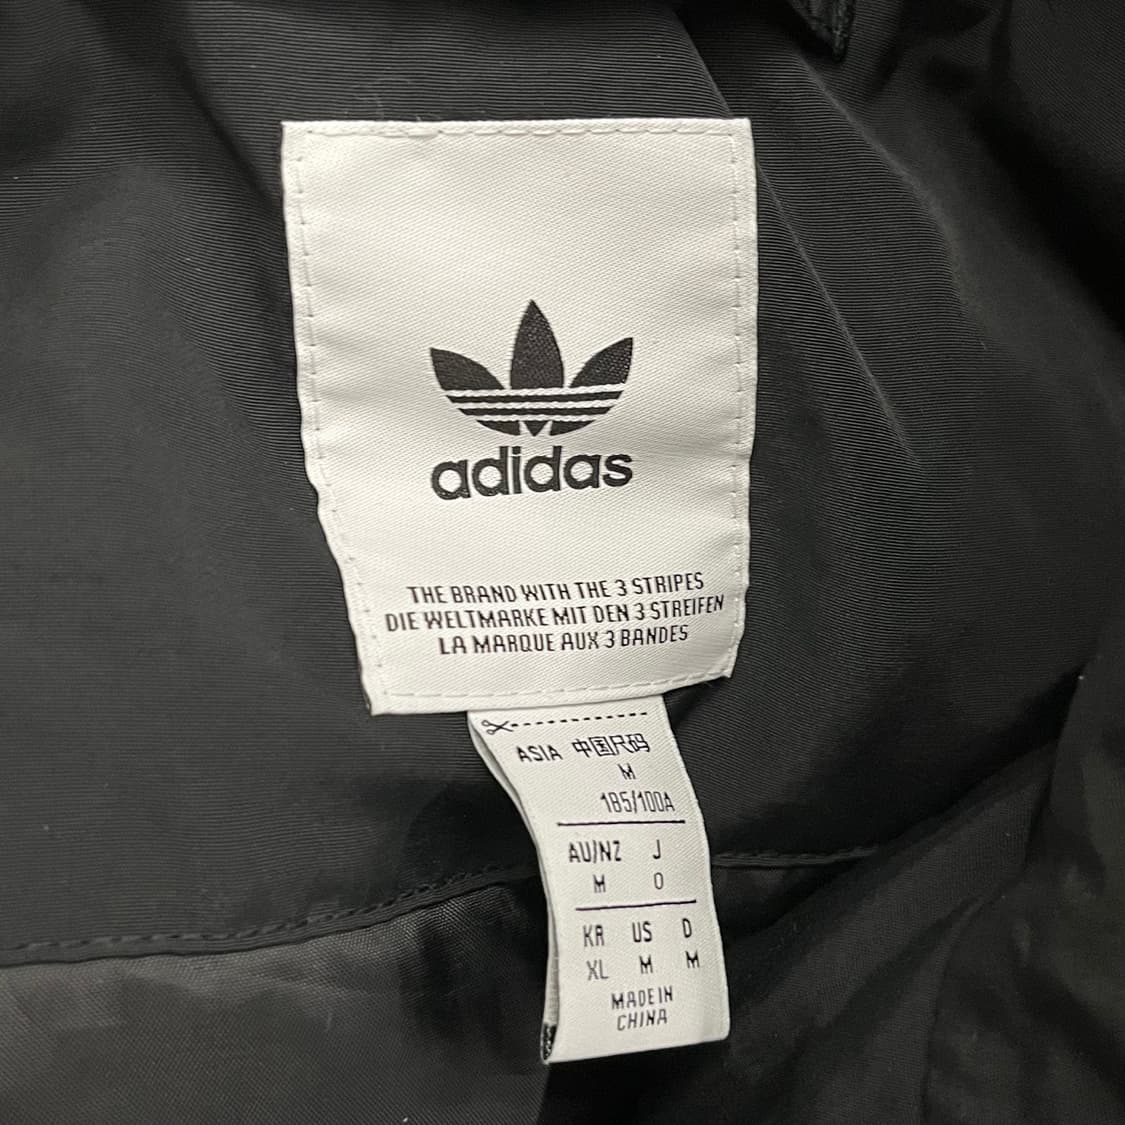 adidas
THE BRAND WITH THE 3 STRIPES
DIE WELTMARKE MIT DEN 3 STREIFEN
LA MARQUE AUX 3 BANDES
ASIA 中国尺码
M
185/100A
AU/NZ J
M O
KR US D
XL M M
MADE IN
CHINA